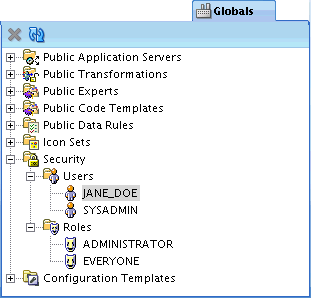 Globals
Public Application Servers
Public Transformations
Public Experts
Public Code Templates
Public Data Rules
Icon Sets
Security
Users
JANE_DOE
SYSADMIN
Roles
ADMINISTRATOR
EVERYONE
Configuration Templates